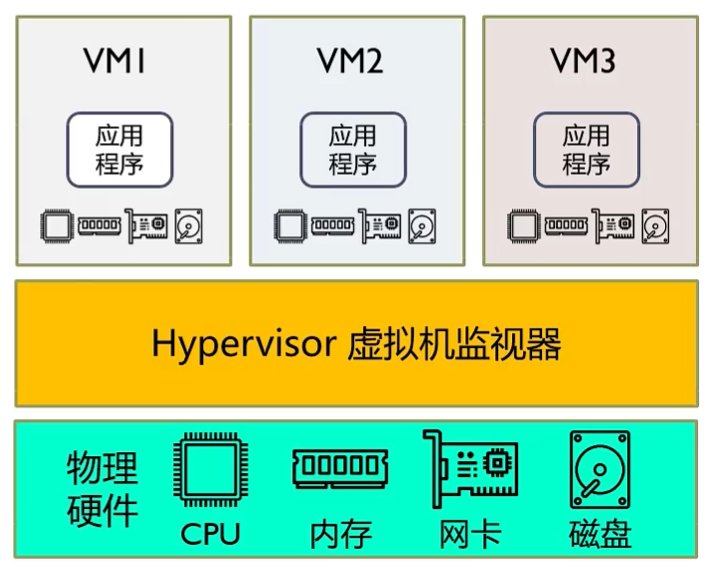 VM1
VM2
VM3
应用
程序
应用
程序
应用
程序
Hypervisor 虚拟机监视器
物理
硬件
CPU
内存
网卡
磁盘